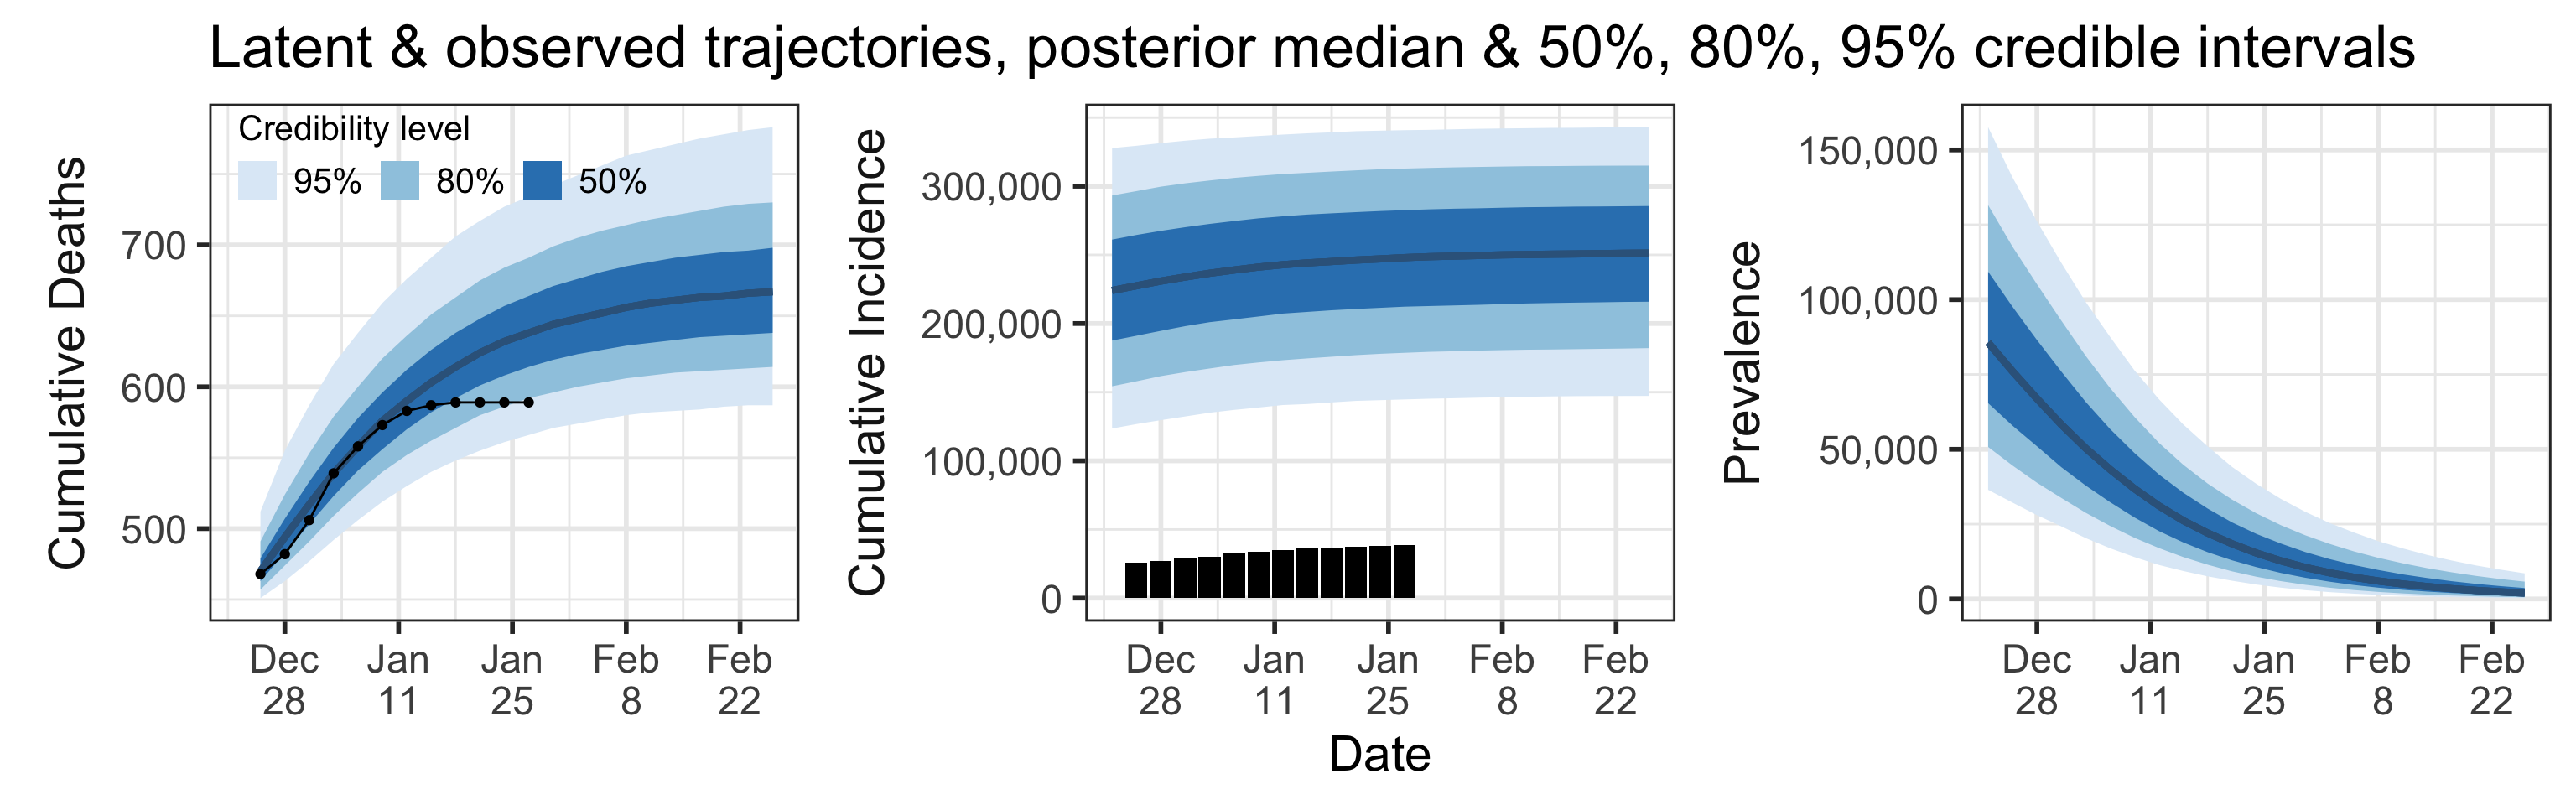 Latent & observed trajectories, posterior median & 50%, 80%, 95% credible intervals
Cumulative Deaths
700
600
500
Credibility level
95% 80% 50%
Dec 28
Jan 11
Jan 25
Feb 8
Feb 22
Cumulative Incidence
300,000
200,000
100,000
0
Dec 28
Jan 11
Jan 25
Feb 8
Feb 22
Prevalence
150,000
100,000
50,000
0
Dec 28
Jan 11
Jan 25
Feb 8
Feb 22
Date